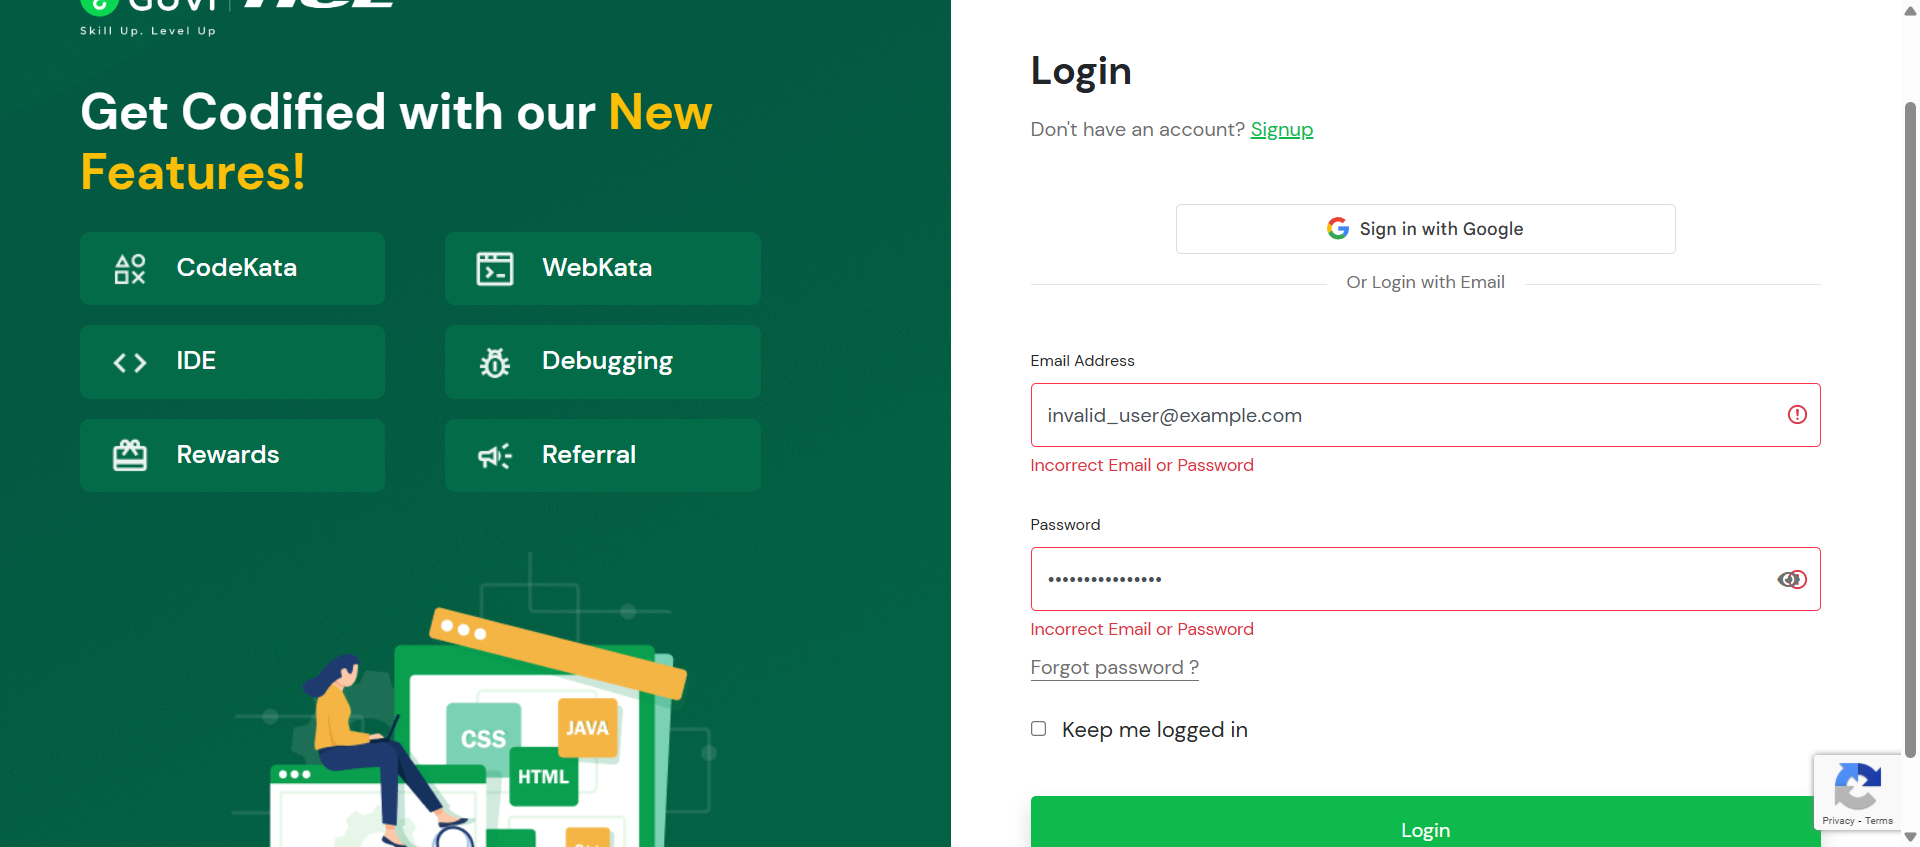 GUVI | HCL
Skill Up. Level Up
Get Codified with our New
Features!
CodeKata
WebKata
IDE
Debugging
Rewards
Referral
CSS
JAVA
HTML
Login
Don't have an account? Signup
Sign in with Google
Or Login with Email
Email Address
invalid_user@example.com
Incorrect Email or Password
Password
••••••••••••••••
Incorrect Email or Password
Forgot password ?
Keep me logged in
Login
Privacy - Terms